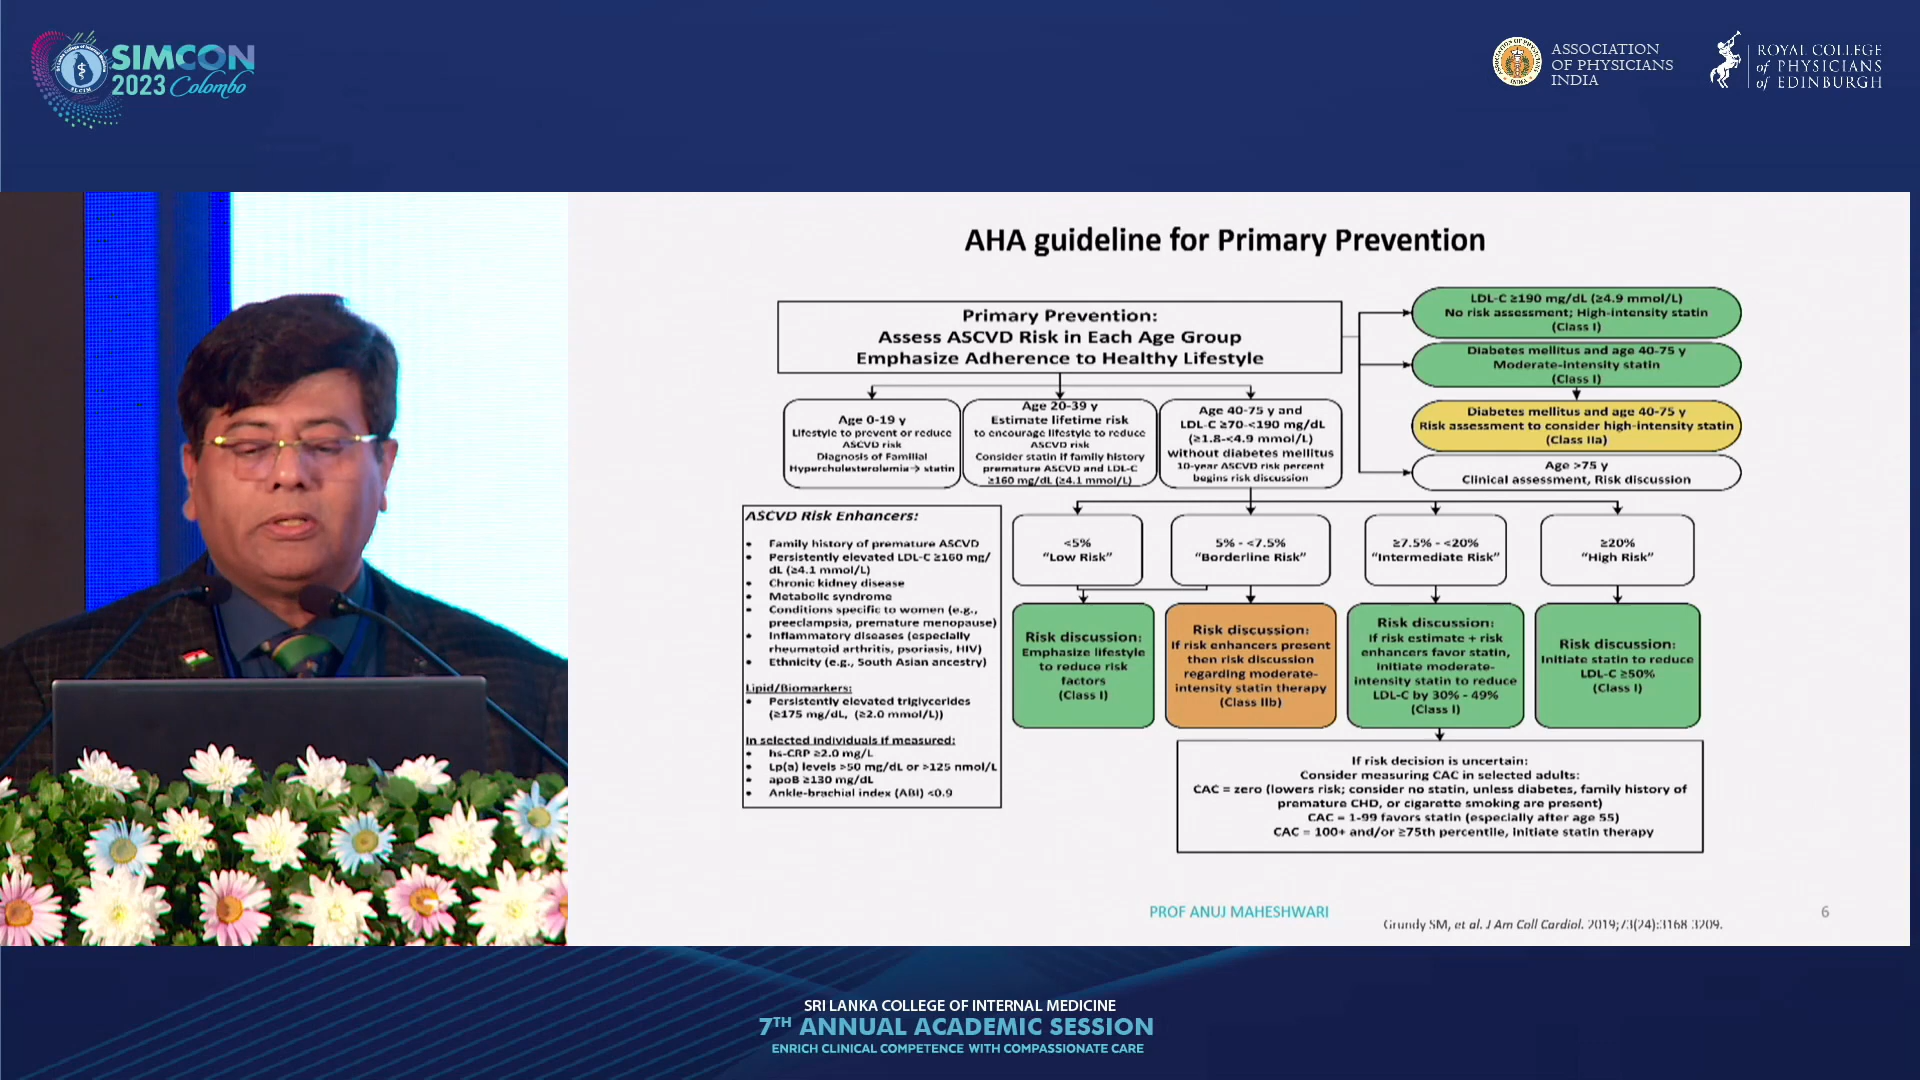 SIMCON
2023 Colombo
SLCIM
ASSOCIATION
OF PHYSICIANS
INDIA
ROYAL COLLEGE
of PHYSICIANS
of EDINBURGH
AHA guideline for Primary Prevention
Primary Prevention:
Assess ASCVD Risk in Each Age Group
Emphasize Adherence to Healthy Lifestyle
LDL-C ≥190 mg/dL (≥4.9 mmol/L)
No risk assessment; High-intensity statin
(Class I)
Diabetes mellitus and age 40-75 y
Moderate-intensity statin
(Class I)
Diabetes mellitus and age 40-75 y
Risk assessment to consider high-intensity statin
(Class IIa)
Age >75 y
Clinical assessment, Risk discussion
Age 0-19 y
Lifestyle to prevent or reduce
ASCVD risk
Diagnosis of Familial
Hypercholesterolemia→ statin
Age 20-39 y
Estimate lifetime risk
to encourage lifestyle to reduce
ASCVD risk
Consider statin if family history
premature ASCVD and LDL-C
≥160 mg/dL (≥4.1 mmol/L)
Age 40-75 y and
LDL-C ≥70-<190 mg/dL
(≥1.8-<4.9 mmol/L)
without diabetes mellitus
10-year ASCVD risk percent
begins risk discussion
ASCVD Risk Enhancers:
• Family history of premature ASCVD
• Persistently elevated LDL-C ≥160 mg/
dL (≥4.1 mmol/L)
• Chronic kidney disease
• Metabolic syndrome
• Conditions specific to women (e.g.,
preeclampsia, premature menopause)
• Inflammatory diseases (especially
rheumatoid arthritis, psoriasis, HIV)
• Ethnicity (e.g., South Asian ancestry)
Lipid/Biomarkers:
• Persistently elevated triglycerides
(≥175 mg/dL, (≥2.0 mmol/L))
In selected individuals if measured:
• hs-CRP ≥2.0 mg/L
• Lp(a) levels >50 mg/dL or >125 nmol/L
• apoB ≥130 mg/dL
• Ankle-brachial index (ABI) <0.9
<5%
"Low Risk"
5% - <7.5%
"Borderline Risk"
≥7.5% - <20%
"Intermediate Risk"
≥20%
"High Risk"
Risk discussion:
Emphasize lifestyle
to reduce risk
factors
(Class I)
Risk discussion:
If risk enhancers present
then risk discussion
regarding moderate-
intensity statin therapy
(Class IIb)
Risk discussion:
If risk estimate + risk
enhancers favor statin,
initiate moderate-
intensity statin to reduce
LDL-C by 30% - 49%
(Class I)
Risk discussion:
Initiate statin to reduce
LDL-C ≥50%
(Class I)
If risk decision is uncertain:
Consider measuring CAC in selected adults:
CAC = zero (lowers risk; consider no statin, unless diabetes, family history of
premature CHD, or cigarette smoking are present)
CAC = 1-99 favors statin (especially after age 55)
CAC = 100+ and/or ≥75th percentile, initiate statin therapy
PROF ANUJ MAHESHWARI
6
Grundy SM, et al. J Am Coll Cardiol. 2019;73(24):3168-3209.
SRI LANKA COLLEGE OF INTERNAL MEDICINE
7TH ANNUAL ACADEMIC SESSION
ENRICH CLINICAL COMPETENCE WITH COMPASSIONATE CARE